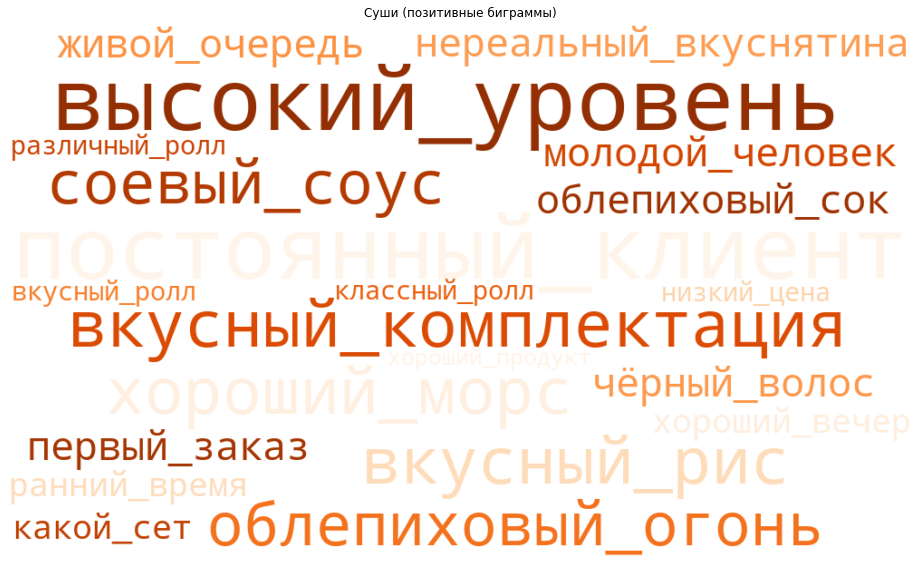 Суши (позитивные биграммы)
живой_очередь нереальный_вкуснятина
высокий_уровень
различный_ролл молодой_человек
соевый_соус облепиховый_сок
постоянный_клиент
вкусный_ролл классный_ролл низкий_цена
вкусный_комплектация
хороший_продукт
хороший_морс чёрный_волос
хороший_вечер
первый_заказ вкусный_рис
ранний_время
какой_сет облепиховый_огонь